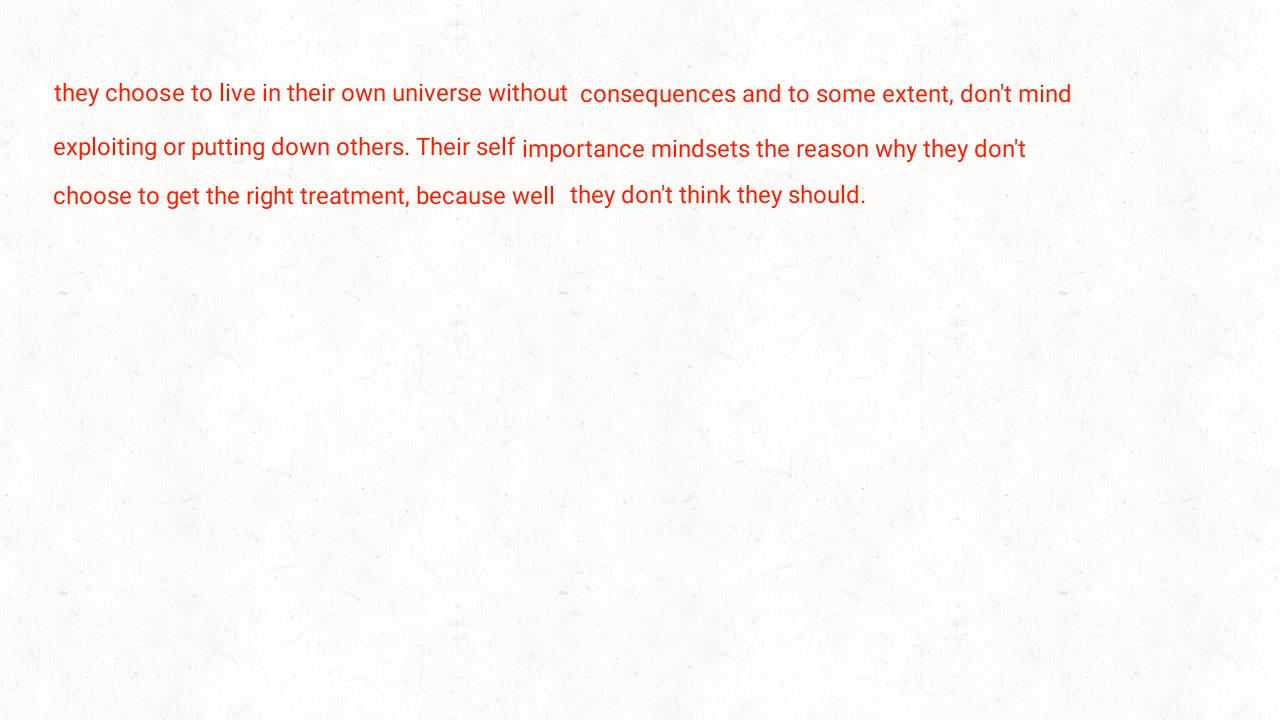 they choose to live in their own universe without consequences and to some extent, don't mind
exploiting or putting down others. Their self importance mindsets the reason why they don't
choose to get the right treatment, because well they don't think they should.